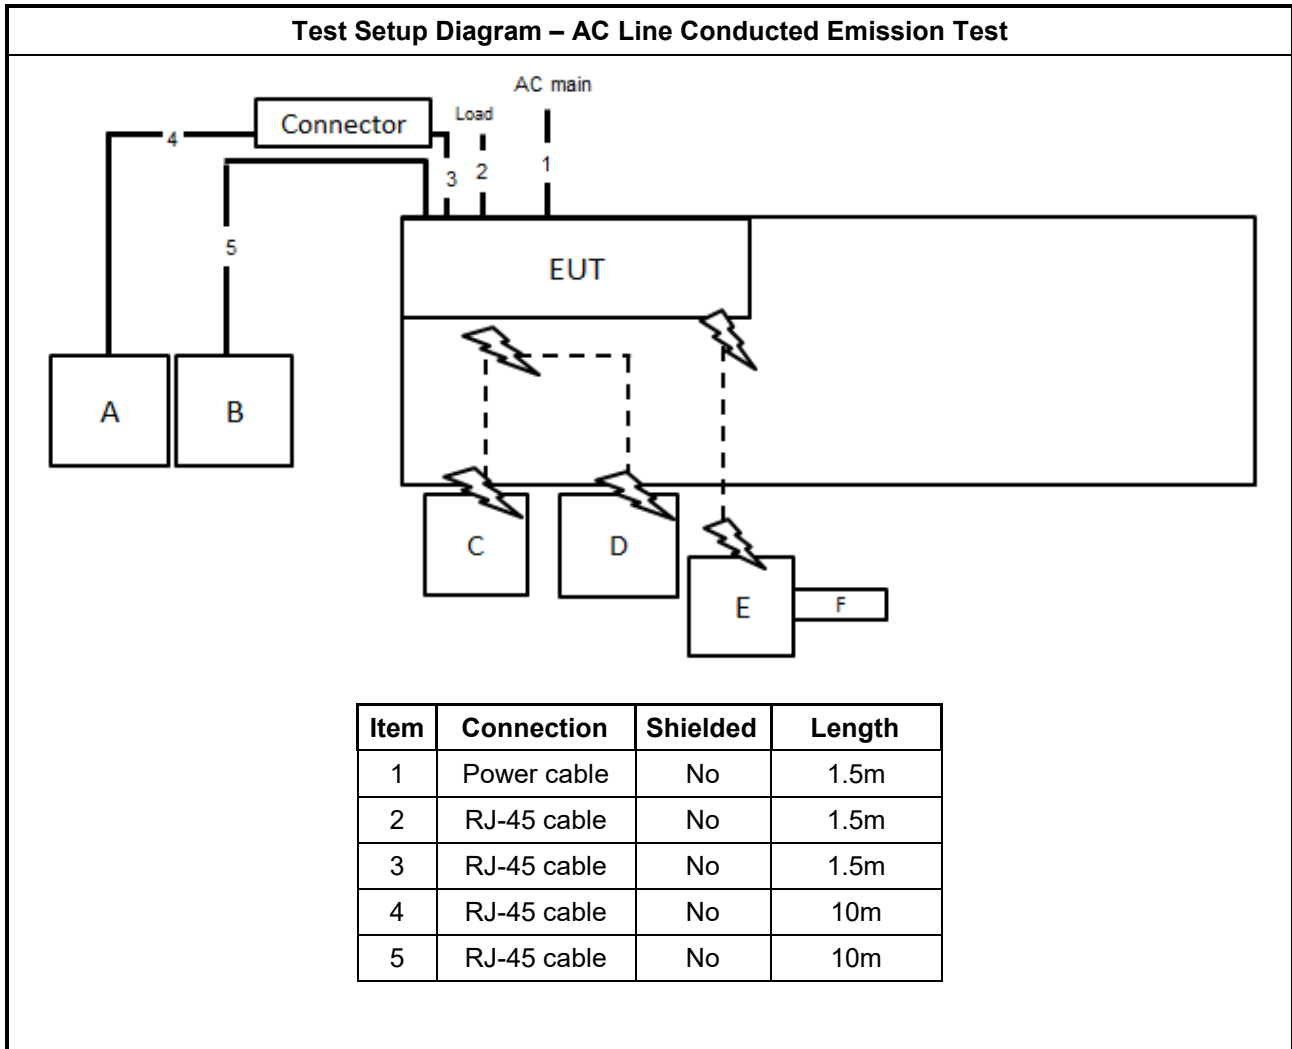 Test Setup Diagram – AC Line Conducted Emission Test
AC main
Load
Connector
4
3
2
1
5
EUT
A
B
C
D
E
F
Item Connection Shielded Length
1 Power cable No 1.5m
2 RJ-45 cable No 1.5m
3 RJ-45 cable No 1.5m
4 RJ-45 cable No 10m
5 RJ-45 cable No 10m